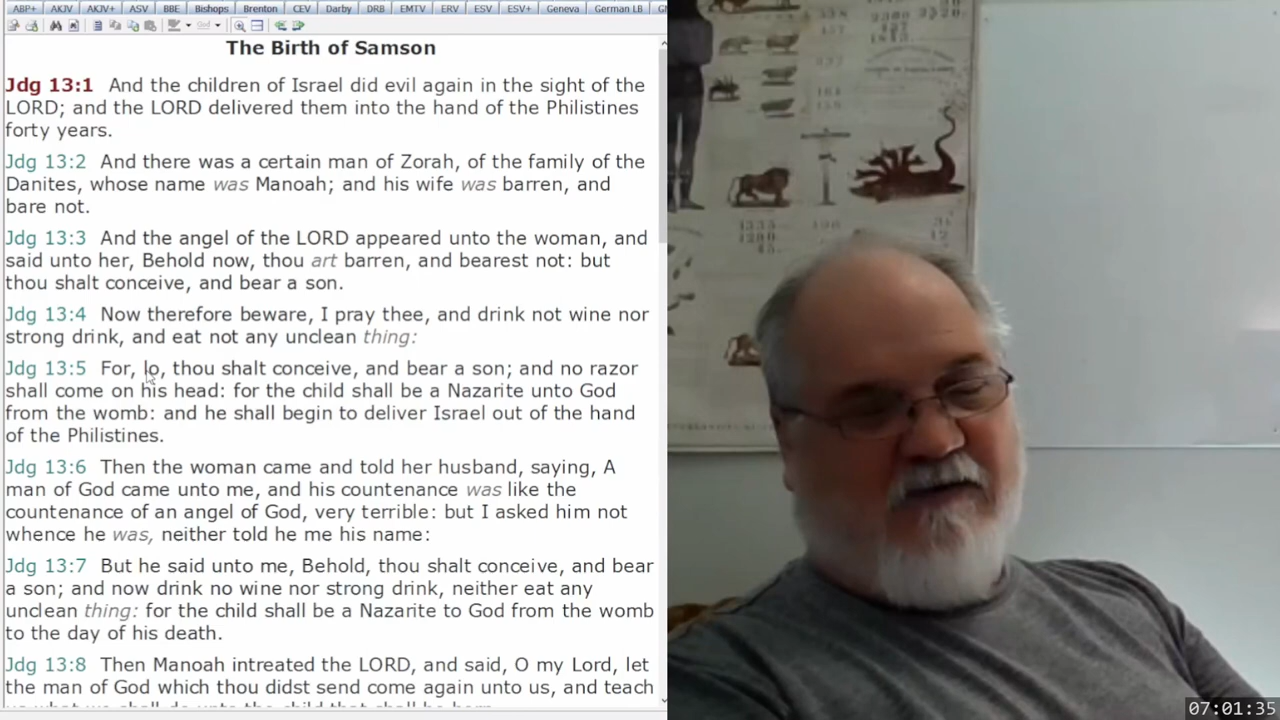 ABP+ AKJV AKJV+ ASV BBE Bishops Brenton CEV Darby DRB EMTV ERV ESV ESV+ Geneva German LB
The Birth of Samson
Jdg 13:1 And the children of Israel did evil again in the sight of the
LORD; and the LORD delivered them into the hand of the Philistines
forty years.
Jdg 13:2 And there was a certain man of Zorah, of the family of the
Danites, whose name was Manoah; and his wife was barren, and
bare not.
Jdg 13:3 And the angel of the LORD appeared unto the woman, and
said unto her, Behold now, thou art barren, and bearest not: but
thou shalt conceive, and bear a son.
Jdg 13:4 Now therefore beware, I pray thee, and drink not wine nor
strong drink, and eat not any unclean thing:
Jdg 13:5 For, lo, thou shalt conceive, and bear a son; and no razor
shall come on his head: for the child shall be a Nazarite unto God
from the womb: and he shall begin to deliver Israel out of the hand
of the Philistines.
Jdg 13:6 Then the woman came and told her husband, saying, A
man of God came unto me, and his countenance was like the
countenance of an angel of God, very terrible: but I asked him not
whence he was, neither told he me his name:
Jdg 13:7 But he said unto me, Behold, thou shalt conceive, and bear
a son; and now drink no wine nor strong drink, neither eat any
unclean thing: for the child shall be a Nazarite to God from the womb
to the day of his death.
Jdg 13:8 Then Manoah intreated the LORD, and said, O my Lord, let
the man of God which thou didst send come again unto us, and teach
07:01:35